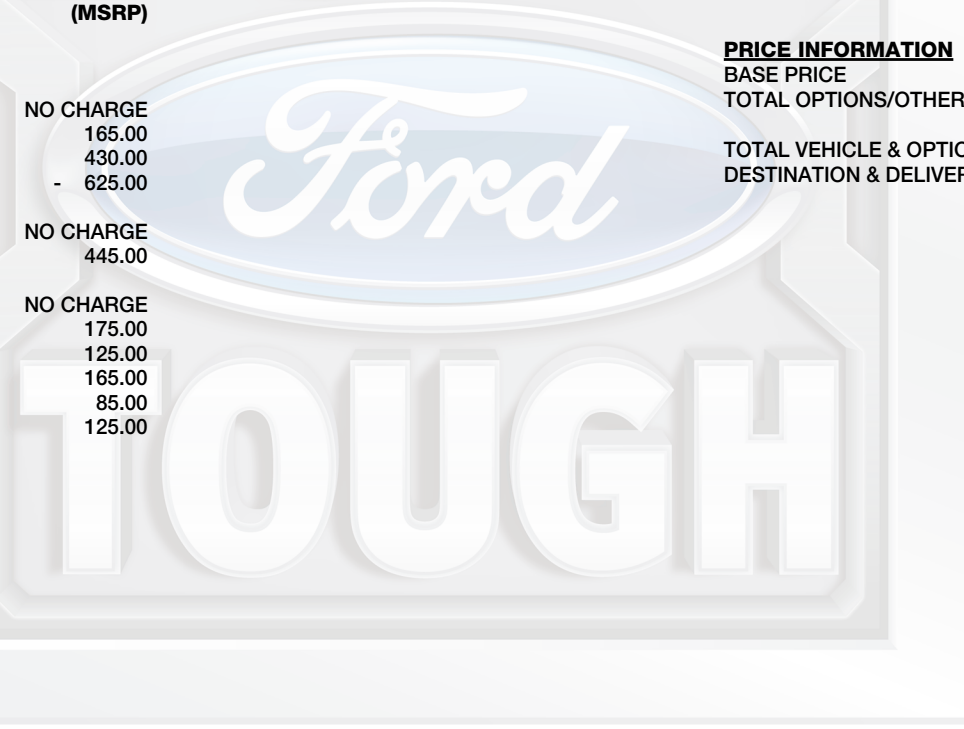 (MSRP)
NO CHARGE
165.00
430.00
- 625.00
NO CHARGE
445.00
NO CHARGE
175.00
125.00
165.00
85.00
125.00
PRICE INFORMATION
BASE PRICE
TOTAL OPTIONS/OTHER
TOTAL VEHICLE & OPTIO
DESTINATION & DELIVER
Ford
TOUGH